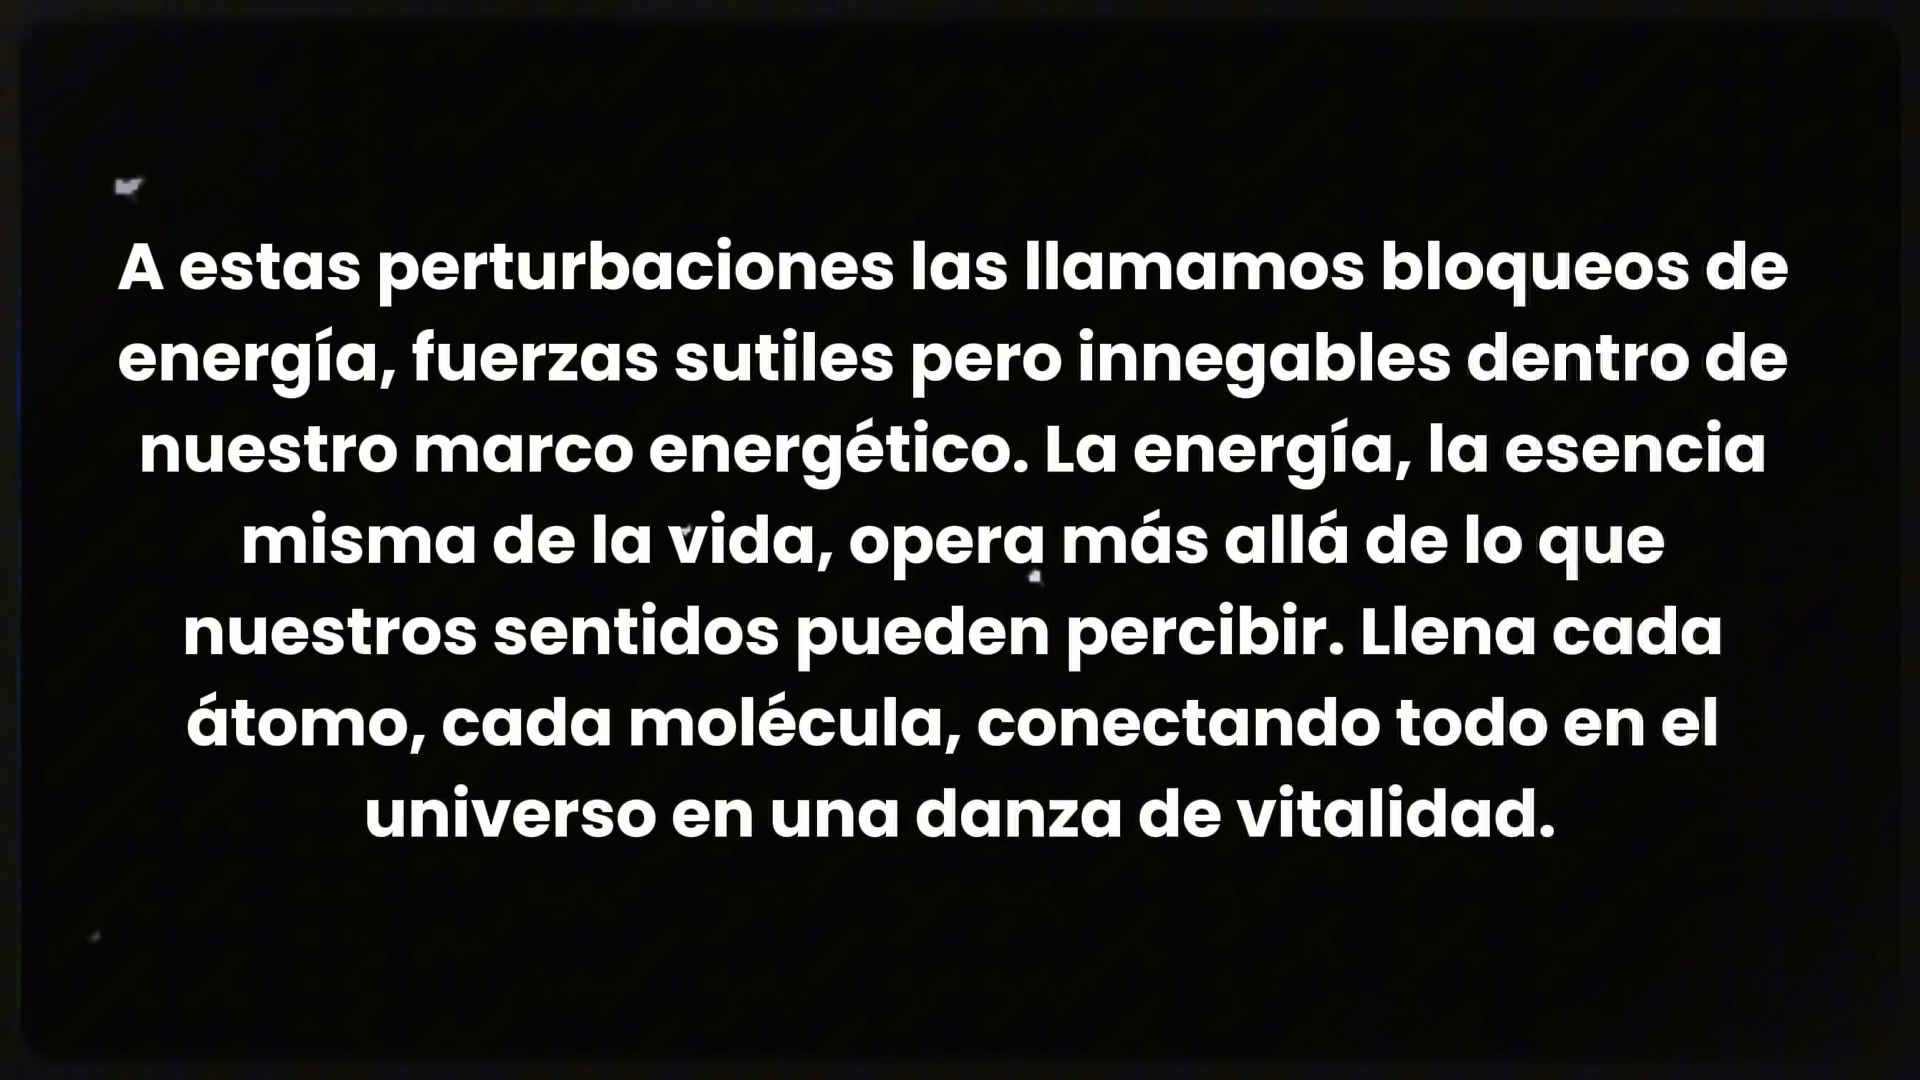 A estas perturbaciones las llamamos bloqueos de
energía, fuerzas sutiles pero innegables dentro de
nuestro marco energético. La energía, la esencia
misma de la vida, opera más allá de lo que
nuestros sentidos pueden percibir. Llena cada
átomo, cada molécula, conectando todo en el
universo en una danza de vitalidad.